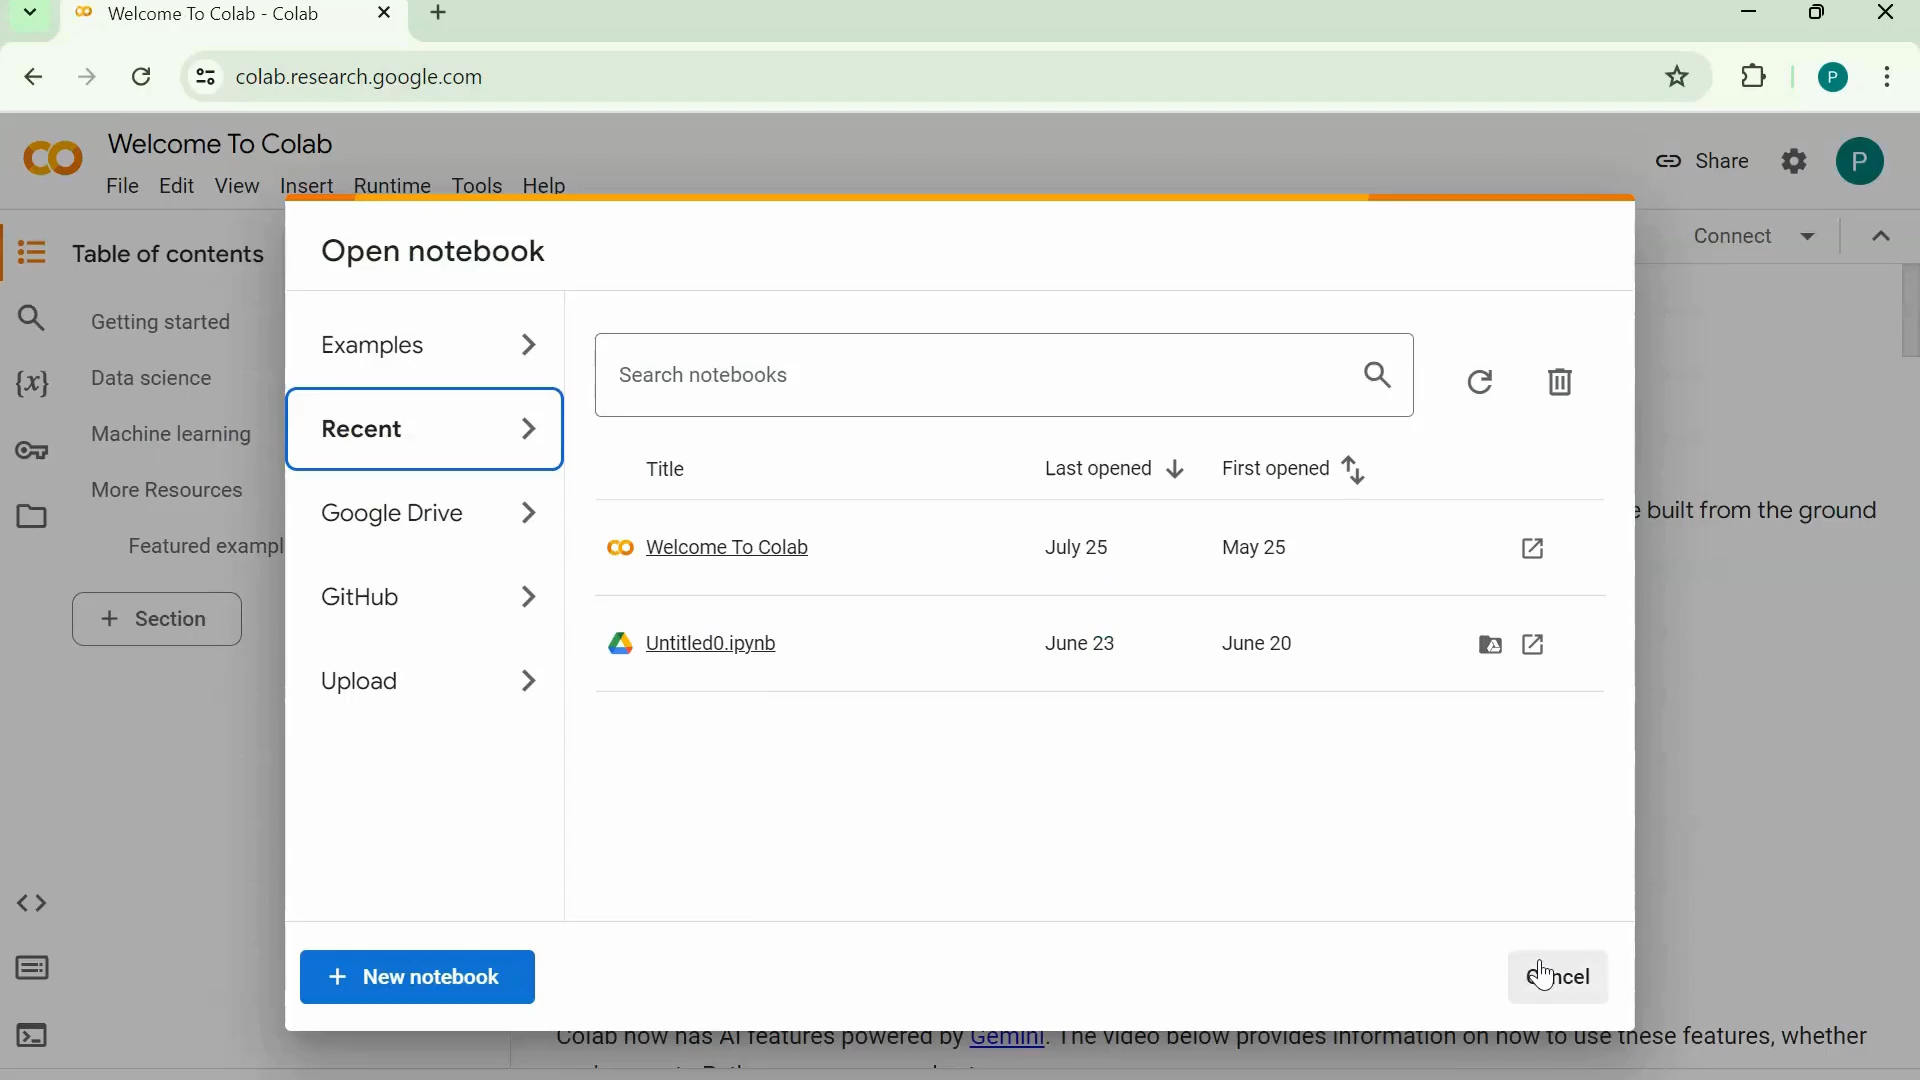 Welcome To Colab - Colab
colab.research.google.com
P
Welcome To Colab
File Edit View Insert Runtime Tools Help
Share
P
Table of contents
Connect
Getting started
Data science
Machine learning
More Resources
Featured exampl
+ Section
Open notebook
Examples
Recent
Google Drive
GitHub
Upload
Search notebooks
Title Last opened First opened
Welcome To Colab July 25 May 25
Untitled0.ipynb June 23 June 20
built from the ground
+ New notebook
Cancel
Colab now has AI features powered by Gemini. The video below provides information on how to use these features, whether